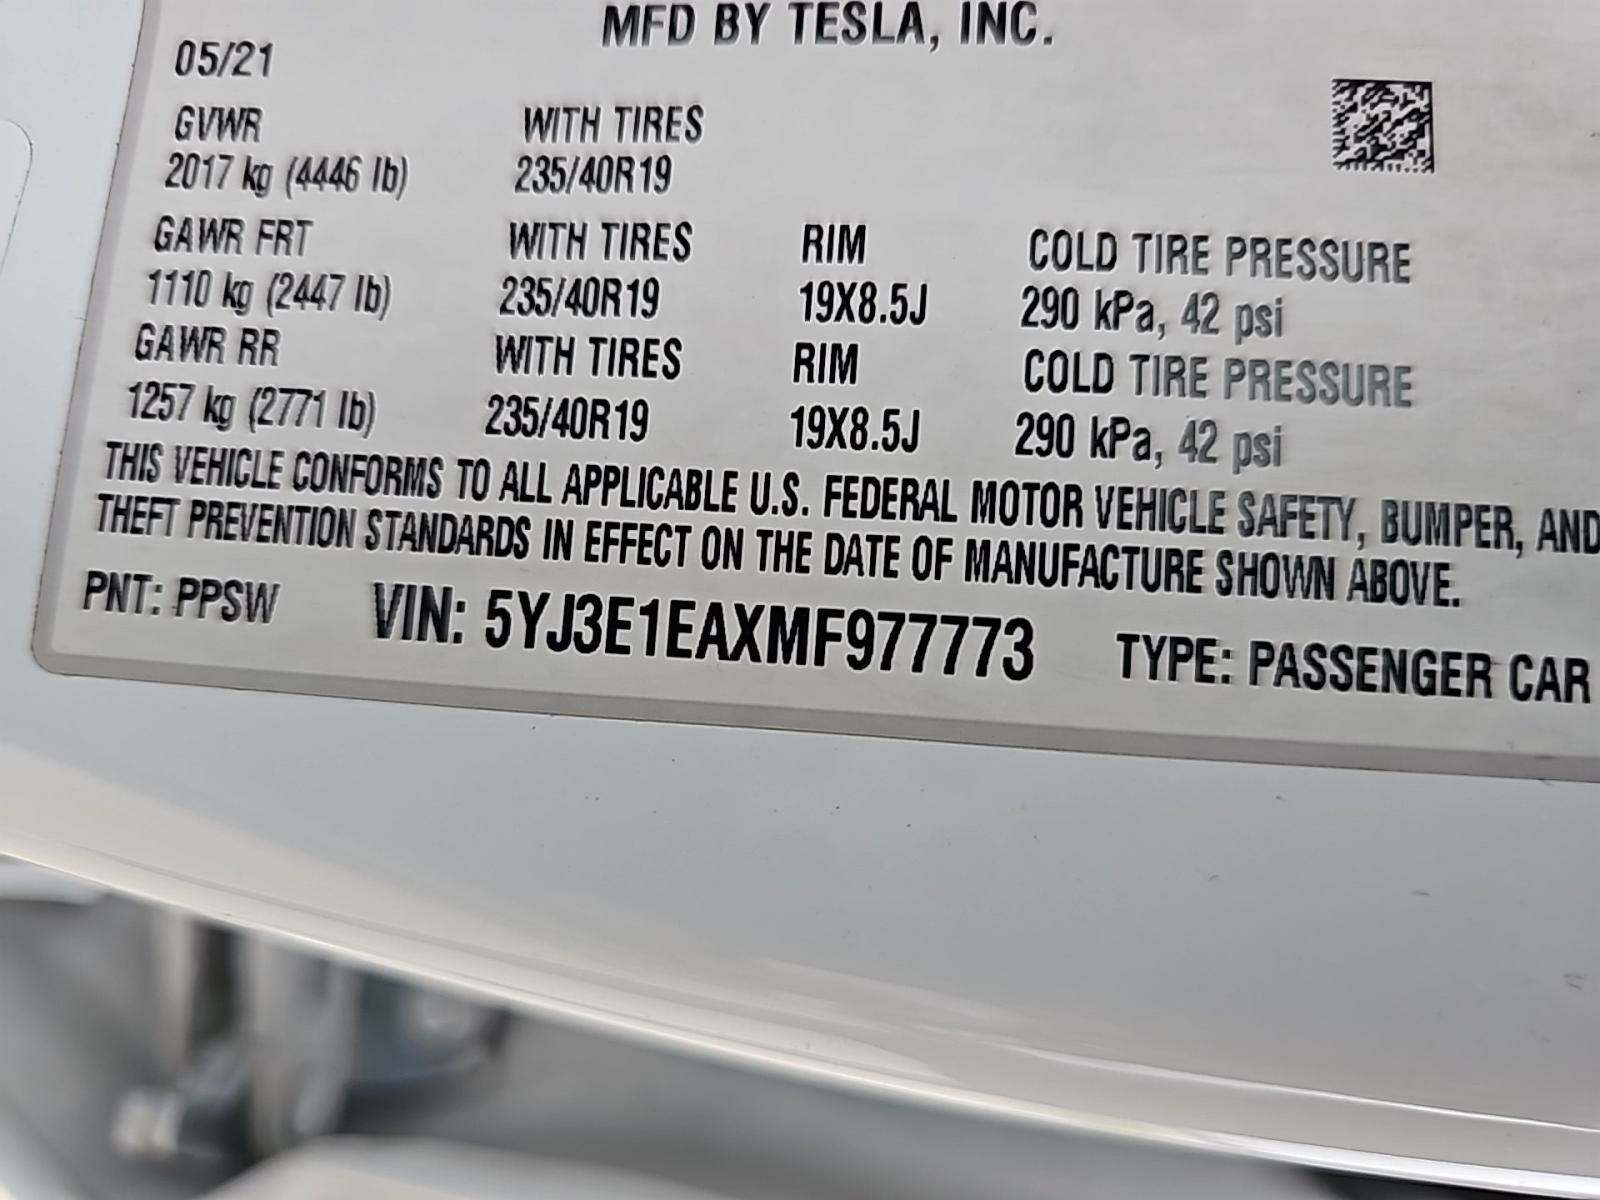 MFD BY TESLA, INC.
05/21
GVWR WITH TIRES
2017 kg (4446 lb) 235/40R19
GAWR FRT WITH TIRES RIM COLD TIRE PRESSURE
1110 kg (2447 lb) 235/40R19 19X8.5J 290 kPa, 42 psi
GAWR RR WITH TIRES RIM COLD TIRE PRESSURE
1257 kg (2771 lb) 235/40R19 19X8.5J 290 kPa, 42 psi
THIS VEHICLE CONFORMS TO ALL APPLICABLE U.S. FEDERAL MOTOR VEHICLE SAFETY, BUMPER, AND
THEFT PREVENTION STANDARDS IN EFFECT ON THE DATE OF MANUFACTURE SHOWN ABOVE.
PNT: PPSW VIN: 5YJ3E1EAXMF977773 TYPE: PASSENGER CAR